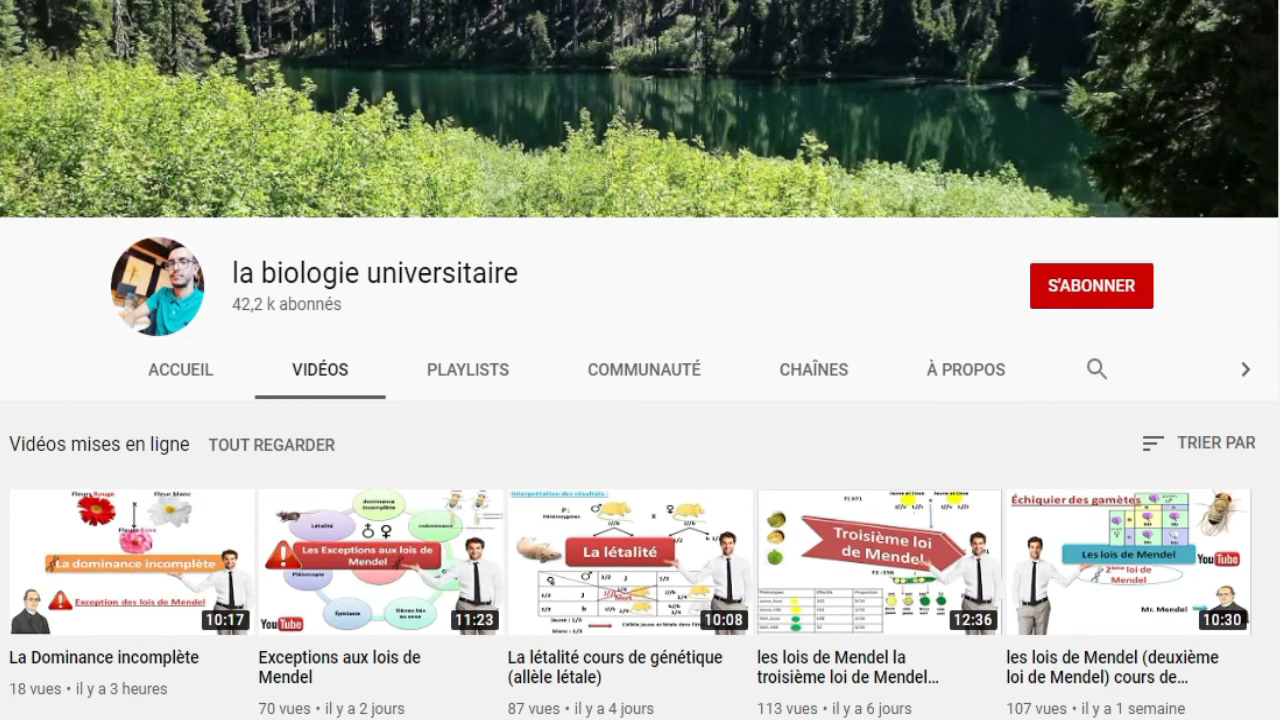 la biologie universitaire
42,2 k abonnés
S'ABONNER
ACCUEIL
VIDÉOS
PLAYLISTS
COMMUNAUTÉ
CHAÎNES
À PROPOS
Vidéos mises en ligne
TOUT REGARDER
TRIER PAR
Fleurs Rouge
Fleur blanc
La dominance incomplète
Exception des lois de Mendel
10:17
dominance incomplète
Létalité
codominance
Les Exceptions aux lois de
Mendel
Épistasie
YouTube
11:23
Interprétation des résultats :
La létalité
10:08
Troisième loi
de Mendel
12:36
Échiquier des gamètes
Les lois de Mendel
2ème loi de
Mendel
YouTube
Mr. Mendel
10:30
La Dominance incomplète
18 vues • il y a 3 heures
Exceptions aux lois de
Mendel
70 vues • il y a 2 jours
La létalité cours de génétique
(allèle létale)
87 vues • il y a 4 jours
les lois de Mendel la
troisième loi de Mendel...
113 vues • il y a 6 jours
les lois de Mendel (deuxième
loi de Mendel) cours de...
107 vues • il y a 1 semaine